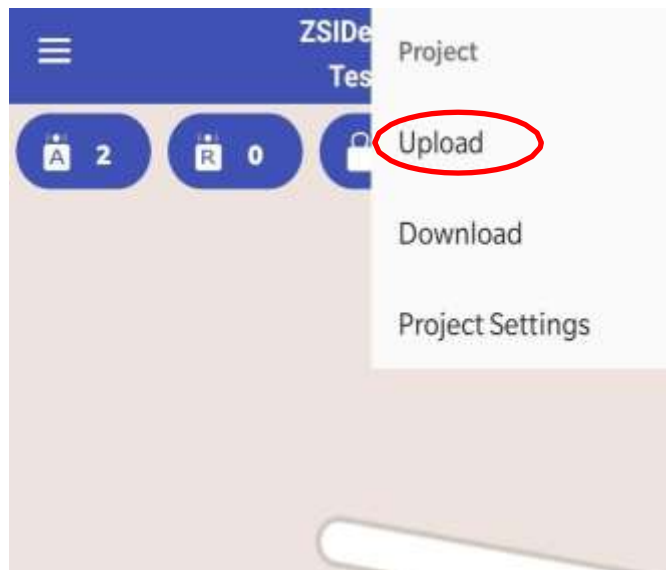 ZSIDe
Tes
Project
A 2
R 0
Upload
Download
Project Settings